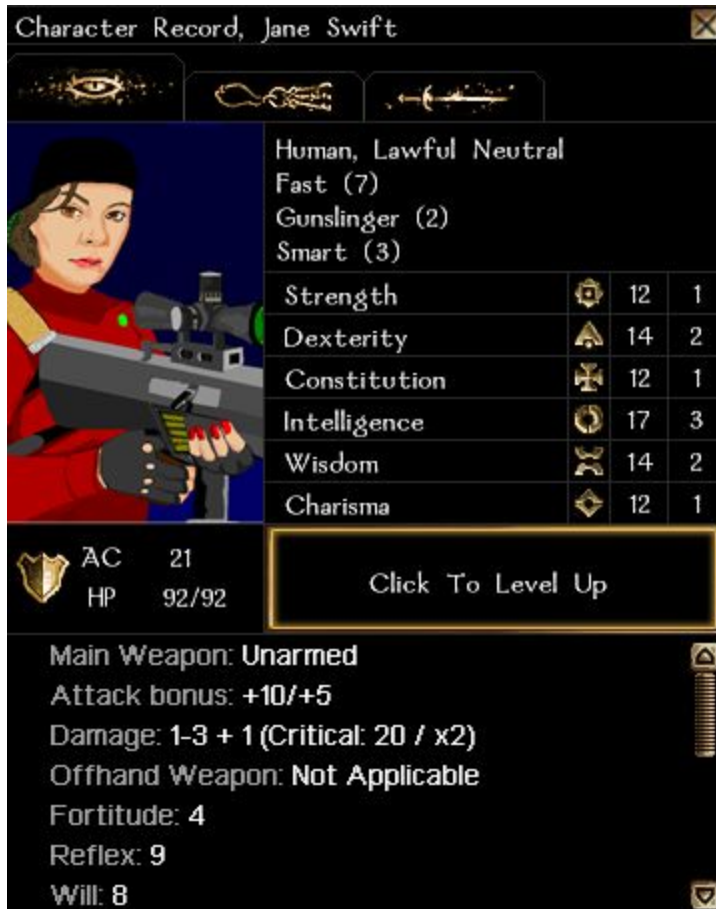 Character Record, Jane Swift
Human, Lawful Neutral
Fast (7)
Gunslinger (2)
Smart (3)
Strength 12 1
Dexterity 14 2
Constitution 12 1
Intelligence 17 3
Wisdom 14 2
Charisma 12 1
AC 21
HP 92/92
Click To Level Up
Main Weapon: Unarmed
Attack bonus: +10/+5
Damage: 1-3 + 1 (Critical: 20 / x2)
Offhand Weapon: Not Applicable
Fortitude: 4
Reflex: 9
Will: 8